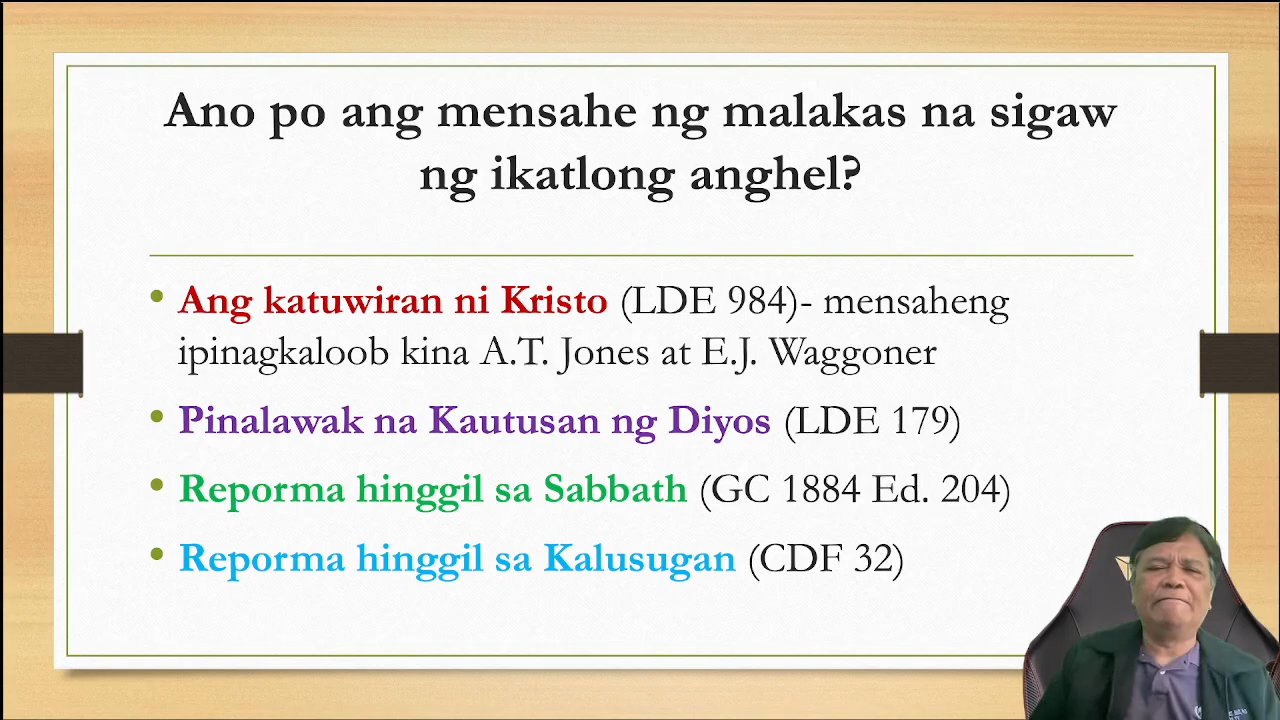 Ano po ang mensahe ng malakas na sigaw
ng ikatlong anghel?
• Ang katuwiran ni Kristo (LDE 984)- mensaheng
ipinagkaloob kina A.T. Jones at E.J. Waggoner
• Pinalawak na Kautusan ng Diyos (LDE 179)
• Reporma hinggil sa Sabbath (GC 1884 Ed. 204)
• Reporma hinggil sa Kalusugan (CDF 32)